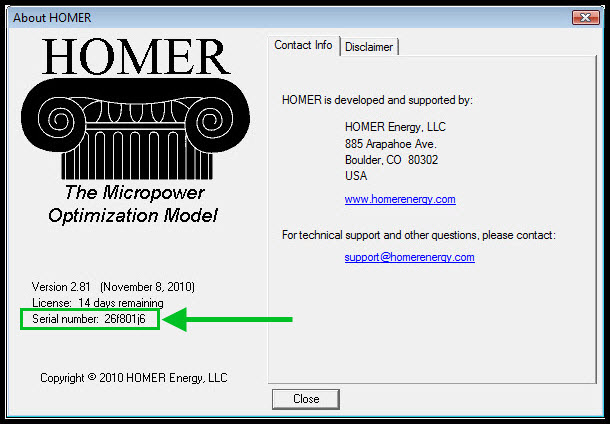 About HOMER
HOMER
The Micropower
Optimization Model
Version 2.81 (November 8, 2010)
License: 14 days remaining
Serial number: 26f801j6
Copyright © 2010 HOMER Energy, LLC
Contact Info
Disclaimer
HOMER is developed and supported by:
HOMER Energy, LLC
885 Arapahoe Ave.
Boulder, CO 80302
USA
www.homerenergy.com
For technical support and other questions, please contact:
support@homerenergy.com
Close